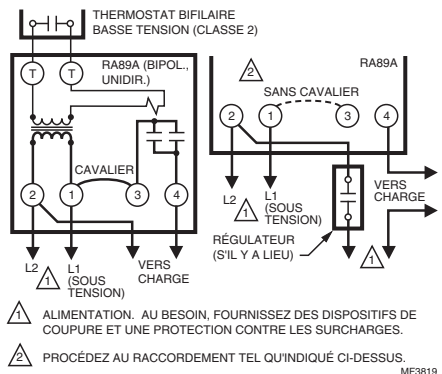 THERMOSTAT BIFILAIRE
BASSE TENSION (CLASSE 2)
T
T
RA89A (BIPOL.,
UNIDIR.)
CAVALIER
2
1
3
4
L2
1
L1
(SOUS
TENSION)
VERS
CHARGE
RA89A
2
SANS CAVALIER
2
1
3
4
L2
1
L1
(SOUS
TENSION)
VERS
CHARGE
RÉGULATEUR
(S'IL Y A LIEU)
1
1 ALIMENTATION. AU BESOIN, FOURNISSEZ DES DISPOSITIFS DE
COUPURE ET UNE PROTECTION CONTRE LES SURCHARGES.
2 PROCÉDEZ AU RACCORDEMENT TEL QU'INDIQUÉ CI-DESSUS.
MF3819